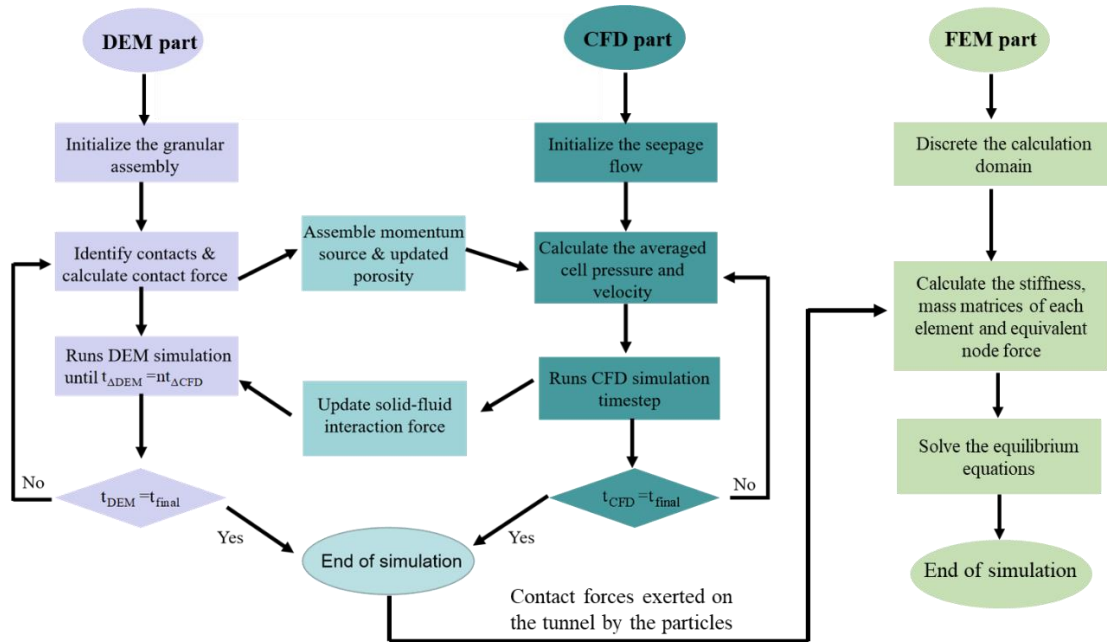 DEM part
Initialize the granular
assembly
Identify contacts &
calculate contact force
Runs DEM simulation
until t∆DEM =nt∆CFD
No
tDEM =tfinal
Yes
Assemble momentum
source & updated
porosity
Update solid-fluid
interaction force
End of simulation
CFD part
Initialize the seepage
flow
Calculate the averaged
cell pressure and
velocity
Runs CFD simulation
timestep
No
tCFD =tfinal
Yes
Contact forces exerted on
the tunnel by the particles
FEM part
Discrete the calculation
domain
Calculate the stiffness,
mass matrices of each
element and equivalent
node force
Solve the equilibrium
equations
End of simulation